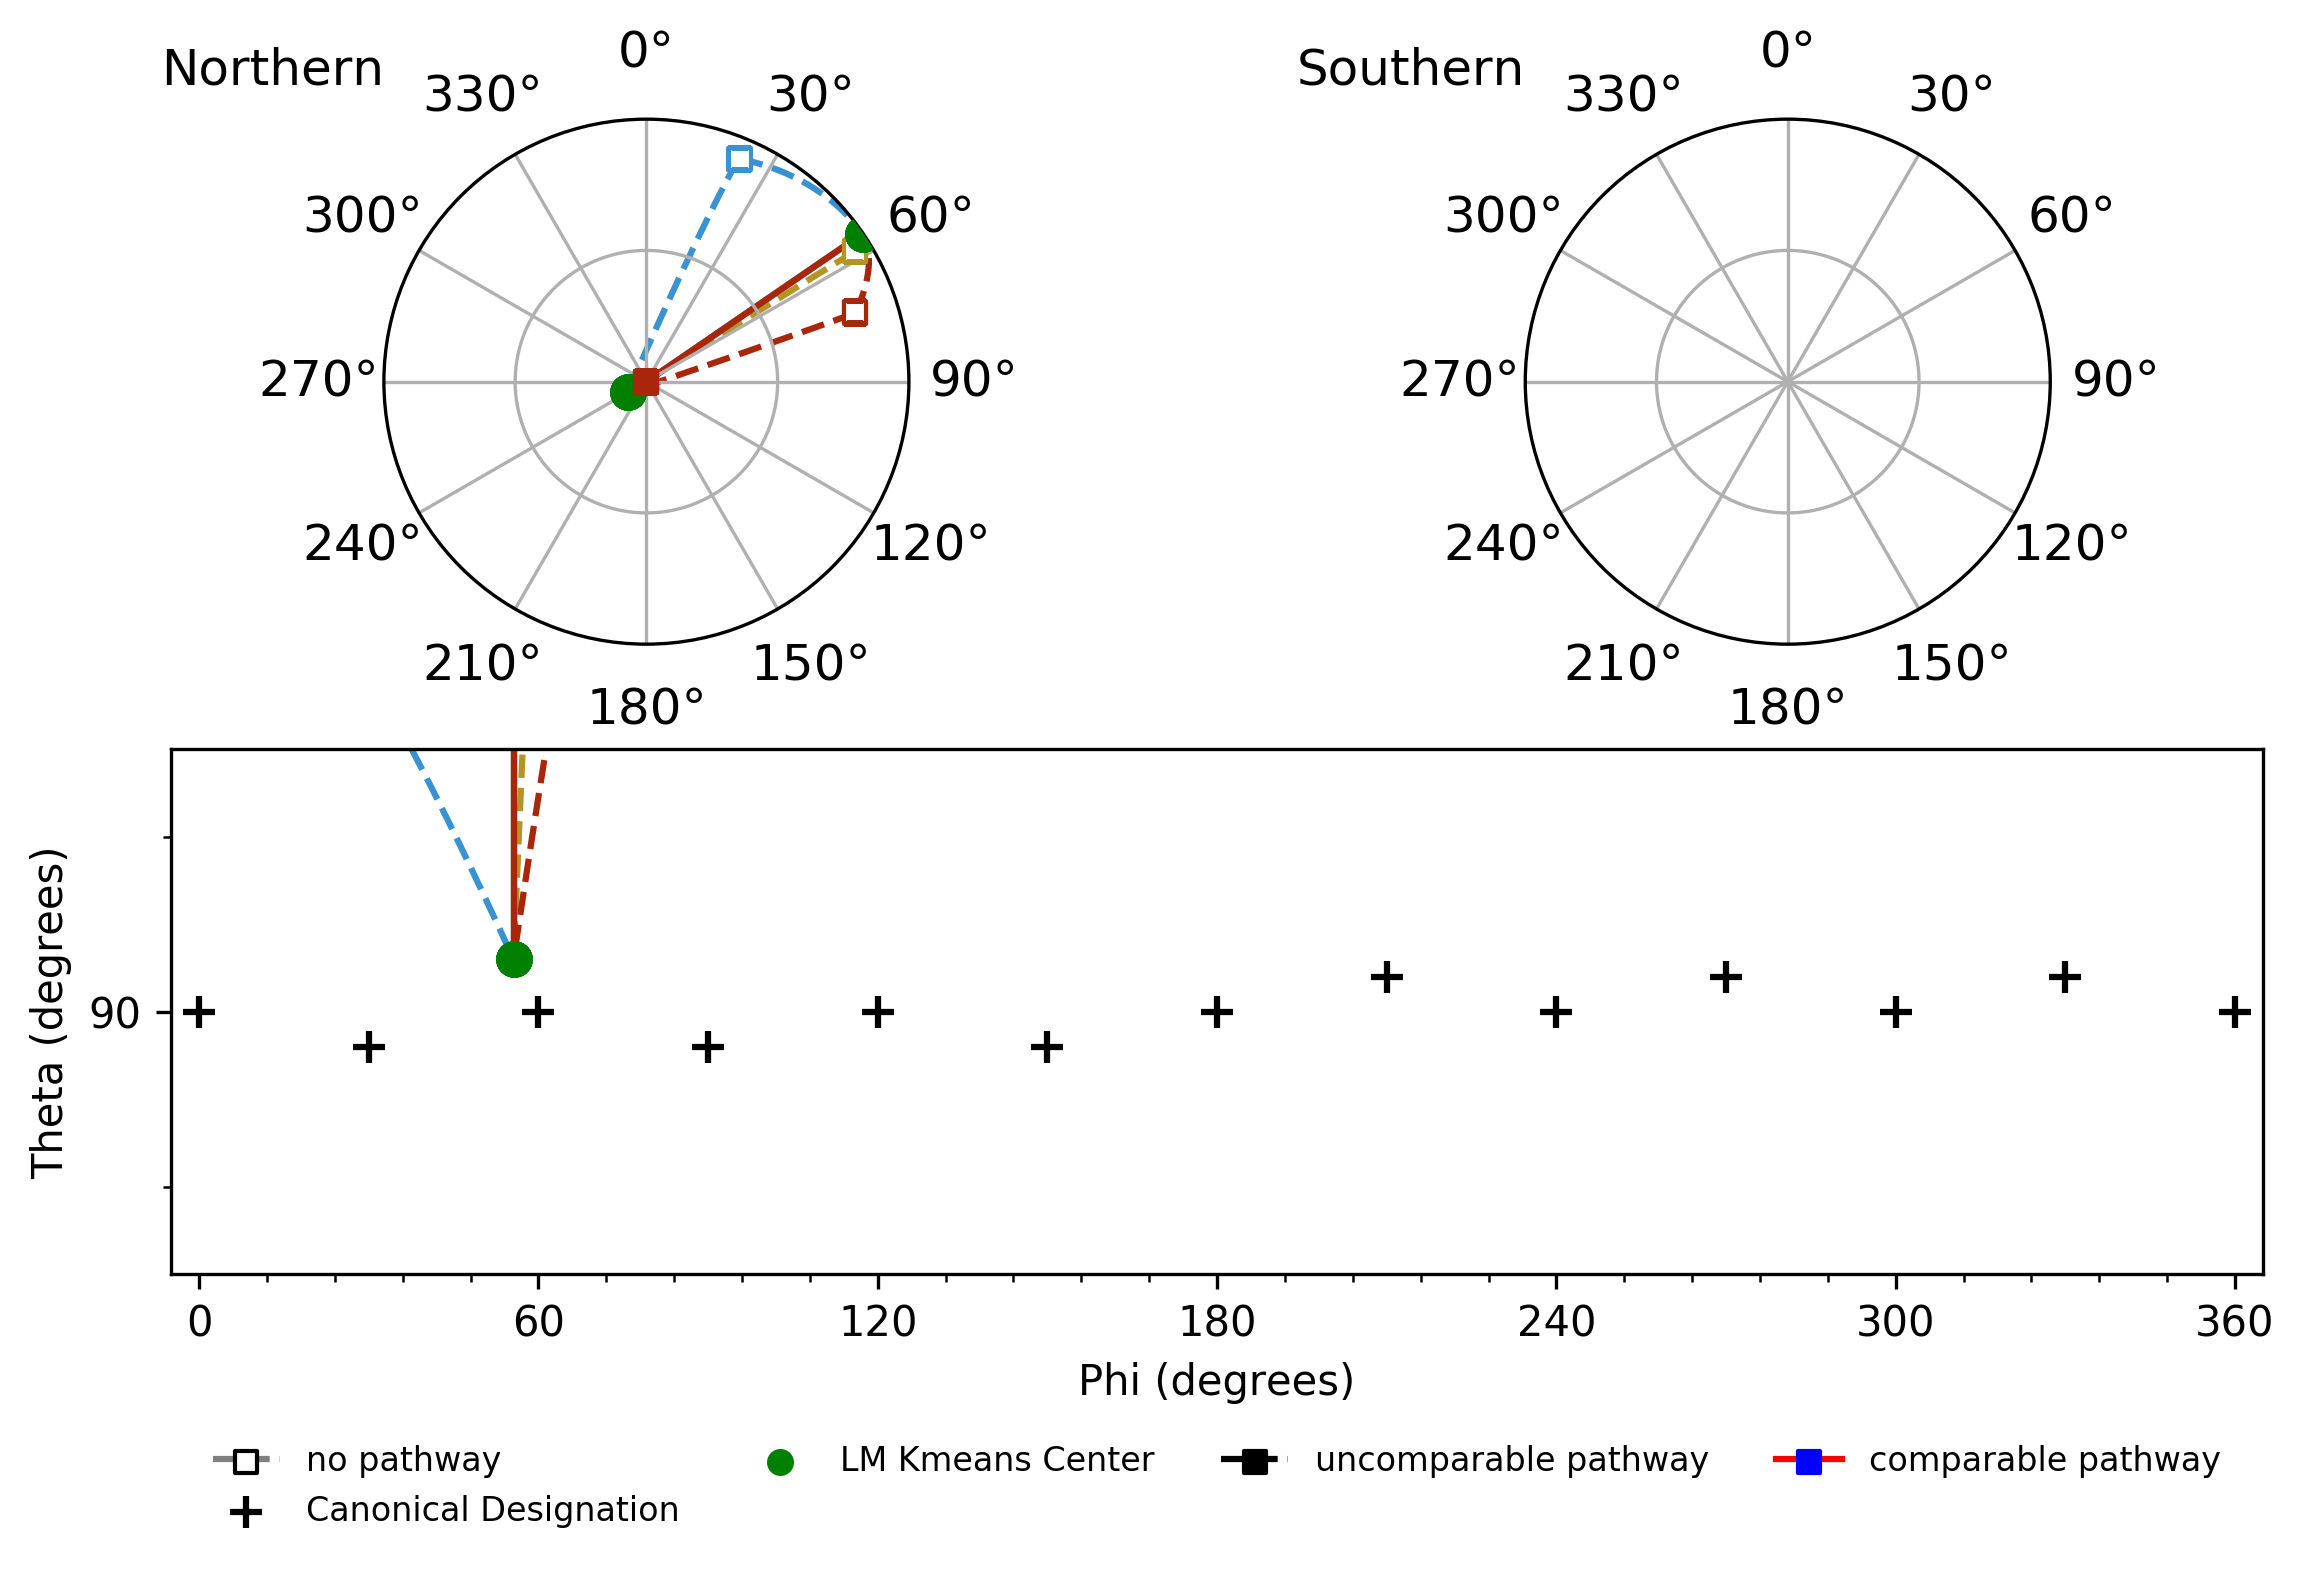 Northern
0°
30°
60°
90°
120°
150°
180°
210°
240°
270°
300°
330°
Southern
0°
30°
60°
90°
120°
150°
180°
210°
240°
270°
300°
330°
Theta (degrees)
90
0 60 120 180 240 300 360
Phi (degrees)
no pathway
Canonical Designation
LM Kmeans Center
uncomparable pathway
comparable pathway